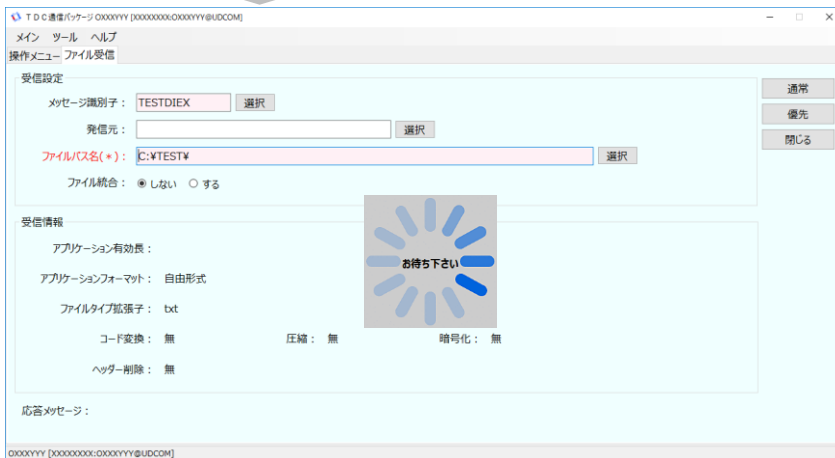 TDC通信パッケージ OXXXYYY [XXXXXXXX:OXXXYYY@UDCOM]
メイン ツール ヘルプ
操作メニュー ファイル受信
受信設定
メッセージ識別子： TESTDIEX 選択
発信元： 選択
ファイルパス名(*)： C:¥TEST¥ 選択
ファイル統合： しない する
通常
優先
閉じる
受信情報
アプリケーション有効長：
アプリケーションフォーマット： 自由形式
ファイルタイプ拡張子： txt
コード変換： 無 圧縮： 無 暗号化： 無
ヘッダー削除： 無
お待ち下さい
応答メッセージ：
OXXXYYY [XXXXXXXX:OXXXYYY@UDCOM]